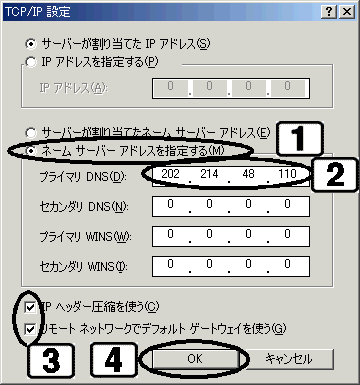 TCP/IP 設定
サーバーが割り当てた IP アドレス(S)
IP アドレスを指定する(P)
IP アドレス(A): 0 . 0 . 0 . 0
サーバーが割り当てたネーム サーバー アドレス(E)
ネーム サーバー アドレスを指定する(M) 1
プライマリ DNS(D): 202 . 214 . 48 . 110 2
セカンダリ DNS(N): 0 . 0 . 0 . 0
プライマリ WINS(W): 0 . 0 . 0 . 0
セカンダリ WINS(I): 0 . 0 . 0 . 0
IP ヘッダー圧縮を使う(C)
リモート ネットワークでデフォルト ゲートウェイを使う(G)
3 4 OK キャンセル